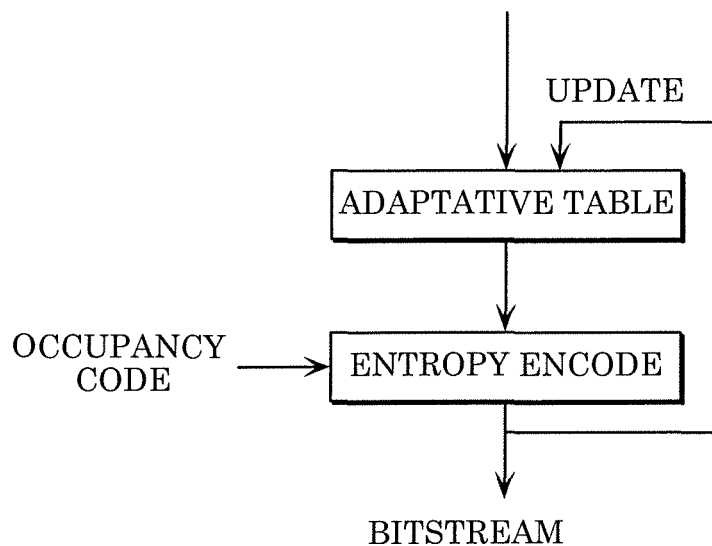 UPDATE
ADAPTATIVE TABLE
OCCUPANCY
CODE
ENTROPY ENCODE
BITSTREAM